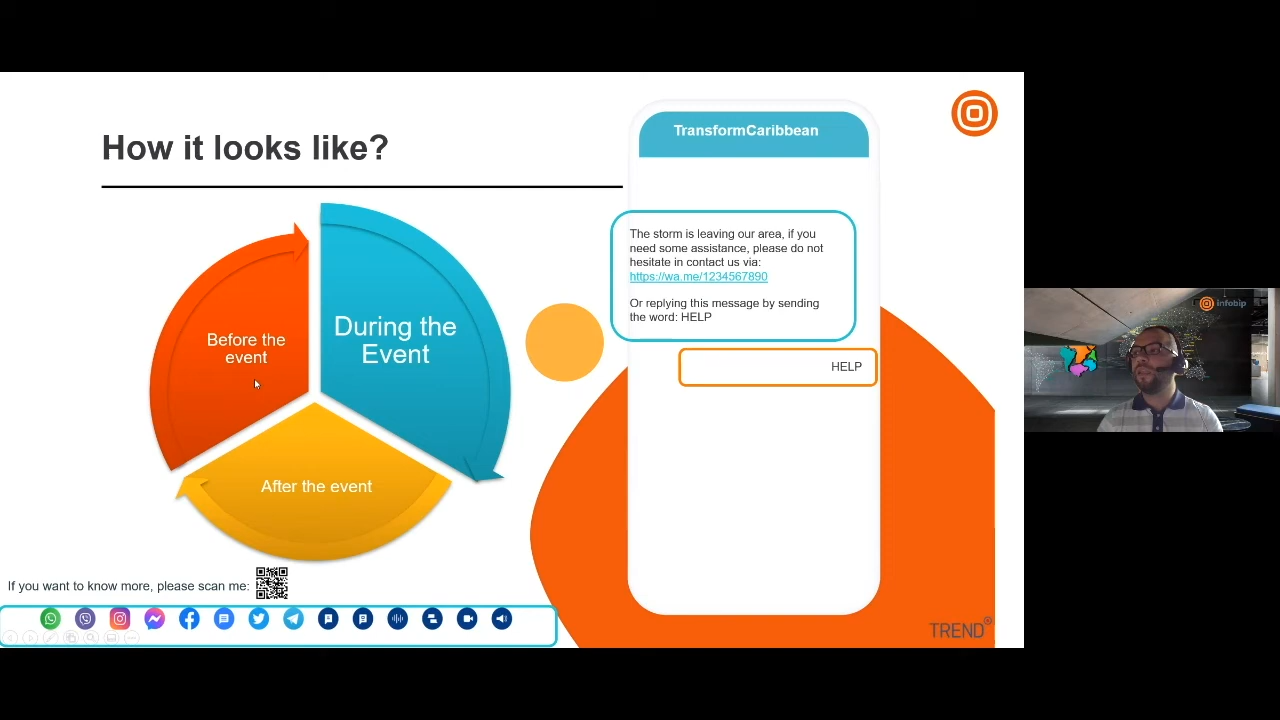 How it looks like?
TransformCaribbean
The storm is leaving our area, if you
need some assistance, please do not
hesitate in contact us via:
https://wa.me/1234567890
Or replying this message by sending
the word: HELP
HELP
Before the
event
During the
Event
After the event
If you want to know more, please scan me:
TREND
infobip